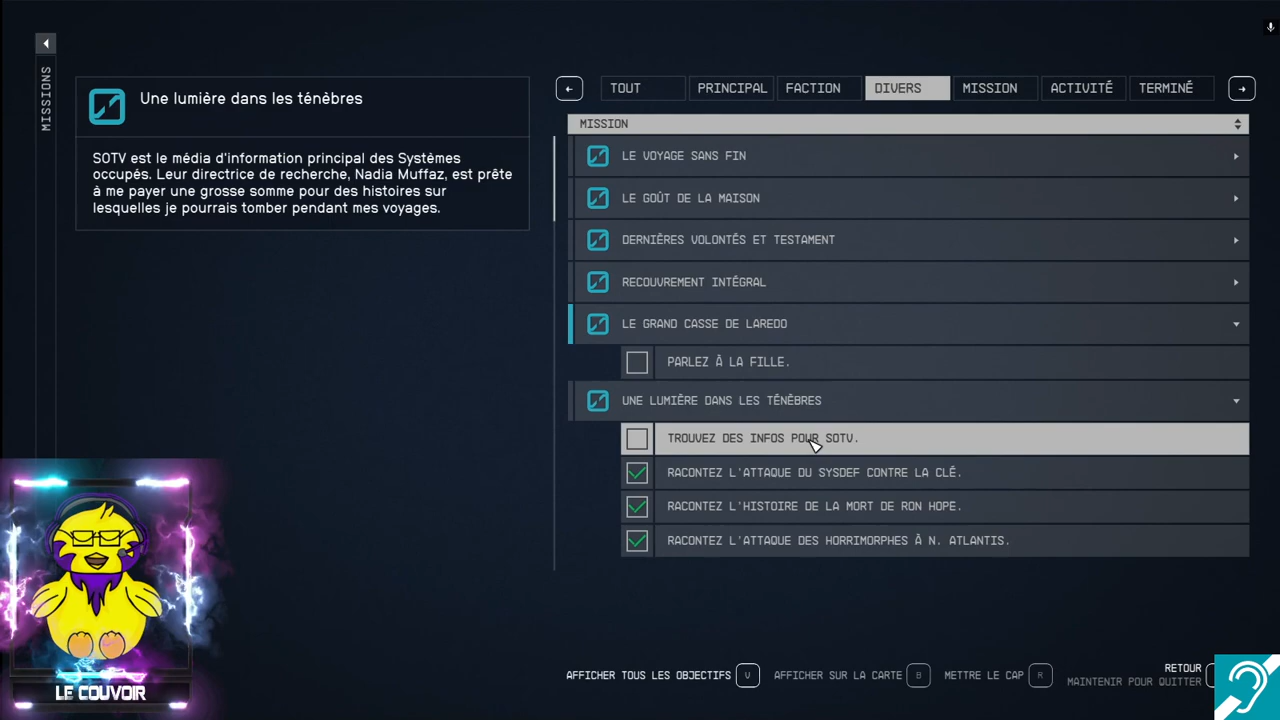 MISSIONS
Une lumière dans les ténèbres
SOTV est le média d'information principal des Systèmes
occupés. Leur directrice de recherche, Nadia Muffaz, est prête
à me payer une grosse somme pour des histoires sur
lesquelles je pourrais tomber pendant mes voyages.
TOUT PRINCIPAL FACTION DIVERS MISSION ACTIVITÉ TERMINÉ
MISSION
LE VOYAGE SANS FIN
LE GOÛT DE LA MAISON
DERNIÈRES VOLONTÉS ET TESTAMENT
RECOUVREMENT INTÉGRAL
LE GRAND CASSE DE LAREDO
PARLEZ À LA FILLE.
UNE LUMIÈRE DANS LES TÉNÈBRES
TROUVEZ DES INFOS POUR SOTV.
RACONTEZ L'ATTAQUE DU SYSDEF CONTRE LA CLÉ.
RACONTEZ L'HISTOIRE DE LA MORT DE RON HOPE.
RACONTEZ L'ATTAQUE DES HORRIMORPHES À N. ATLANTIS.
AFFICHER TOUS LES OBJECTIFS V AFFICHER SUR LA CARTE B METTRE LE CAP R RETOUR
MAINTENIR POUR QUITTER
LE COUVOIR